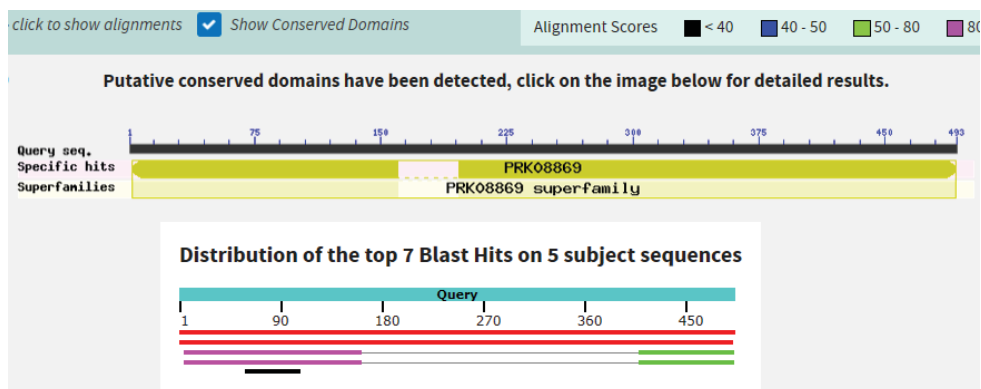 click to show alignments Show Conserved Domains Alignment Scores < 40 40 - 50 50 - 80 80
Putative conserved domains have been detected, click on the image below for detailed results.
1 75 150 225 300 375 450 493
Query seq.
Specific hits PRK08869
Superfamilies PRK08869 superfamily
Distribution of the top 7 Blast Hits on 5 subject sequences
Query
1 90 180 270 360 450